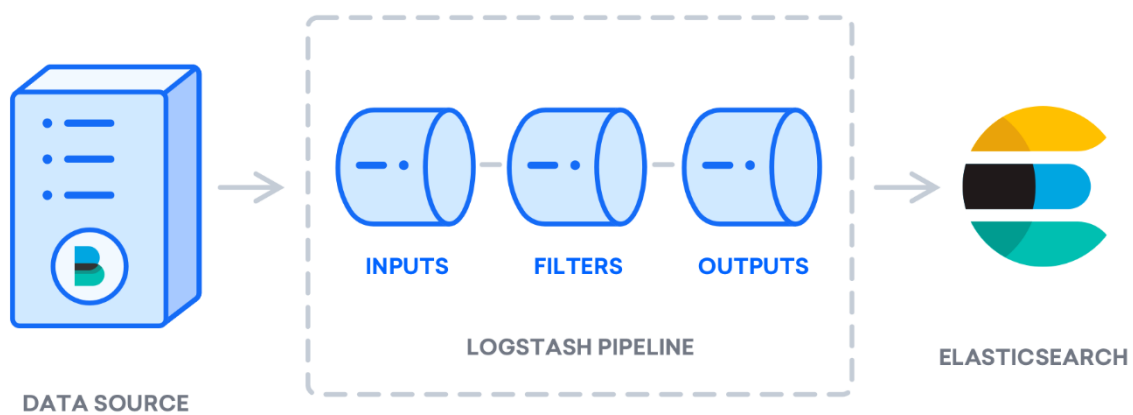 INPUTS
FILTERS
OUTPUTS
LOGSTASH PIPELINE
ELASTICSEARCH
DATA SOURCE
B